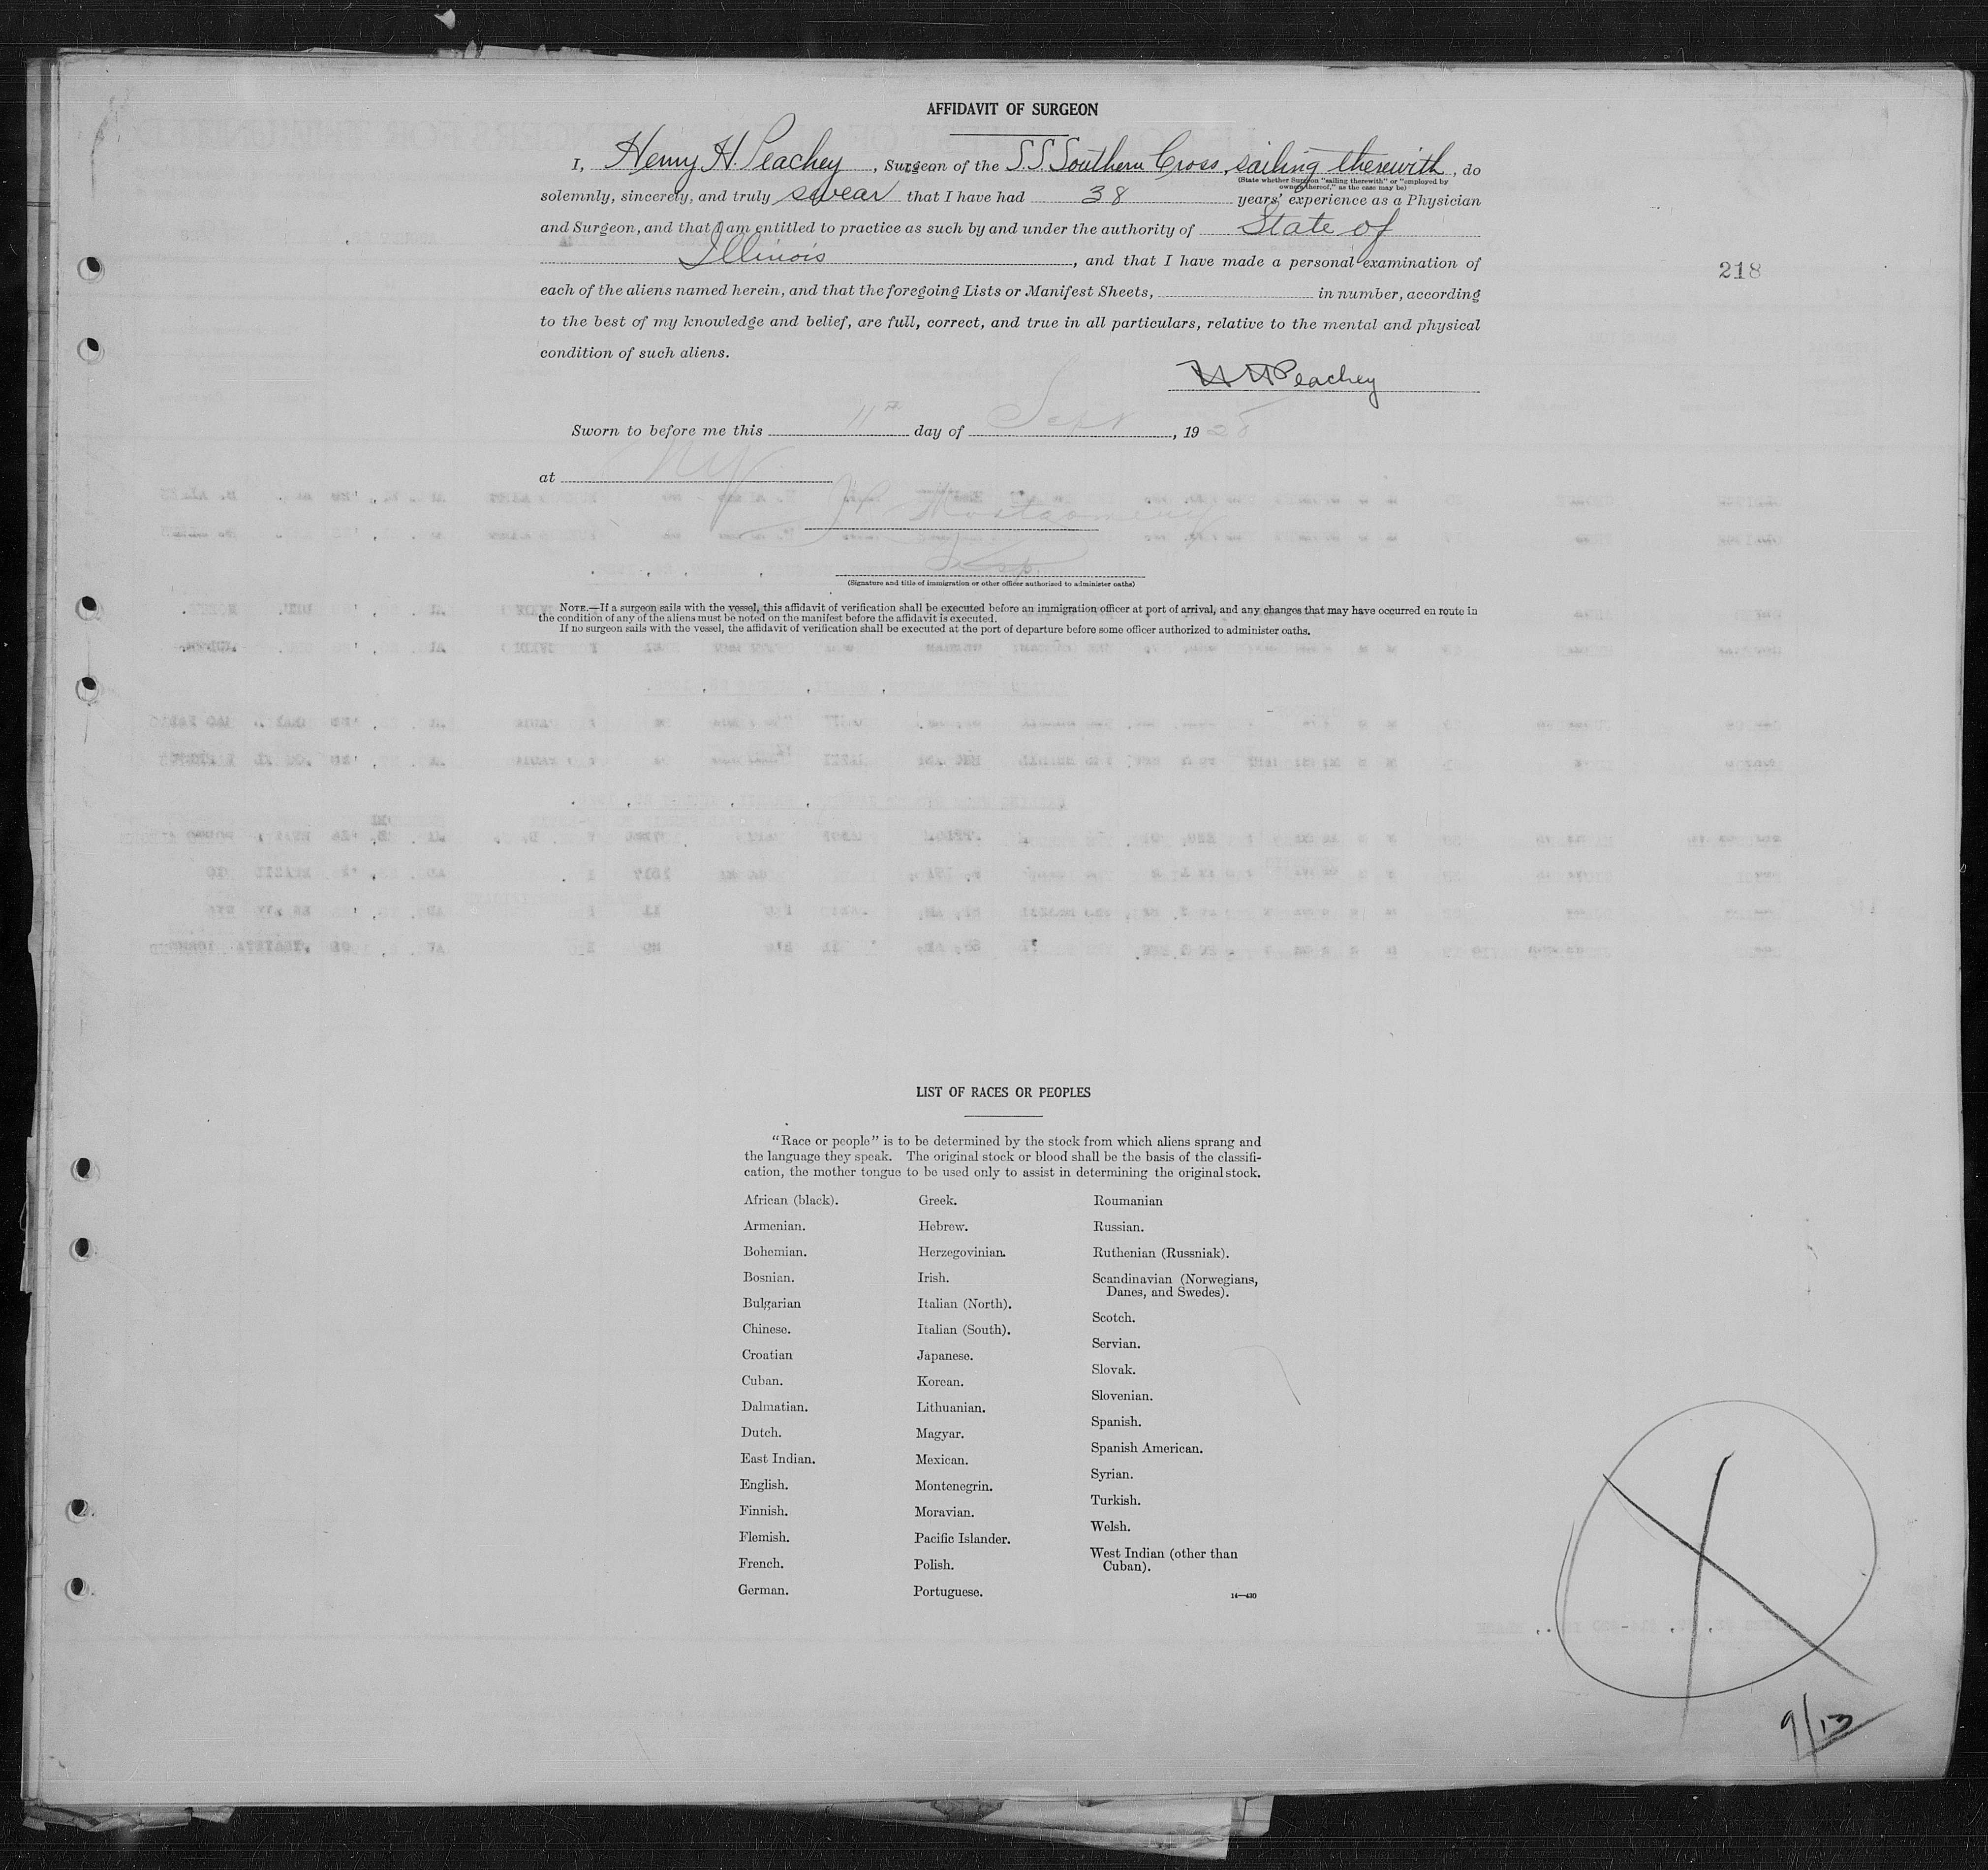 AFFIDAVIT OF SURGEON
I, Henry H. Peachey, Surgeon of the S.S. Southern Cross, sailing therewith, do
(State whether Surgeon "sailing therewith" or "employed by
owners thereof," as the case may be)
solemnly, sincerely, and truly swear that I have had 38 years' experience as a Physician
and Surgeon, and that I am entitled to practice as such by and under the authority of State of
Illinois, and that I have made a personal examination of
218
each of the aliens named herein, and that the foregoing Lists or Manifest Sheets, in number, according
to the best of my knowledge and belief, are full, correct, and true in all particulars, relative to the mental and physical
condition of such aliens.
H H Peachey
Sworn to before me this 11th day of Sept, 1928
at NY
Montgomery
Insp.
(Signature and title of immigration or other officer authorized to administer oaths)
NOTE.—If a surgeon sails with the vessel, this affidavit of verification shall be executed before an immigration officer at port of arrival, and any changes that may have occurred en route in
the condition of any of the aliens must be noted on the manifest before the affidavit is executed.
If no surgeon sails with the vessel, the affidavit of verification shall be executed at the port of departure before some officer authorized to administer oaths.
LIST OF RACES OR PEOPLES
"Race or people" is to be determined by the stock from which aliens sprang and
the language they speak. The original stock or blood shall be the basis of the classifi-
cation, the mother tongue to be used only to assist in determining the original stock.
African (black).
Armenian.
Bohemian.
Bosnian.
Bulgarian
Chinese.
Croatian
Cuban.
Dalmatian.
Dutch.
East Indian.
English.
Finnish.
Flemish.
French.
German.
Greek.
Hebrew.
Herzegovinian.
Irish.
Italian (North).
Italian (South).
Japanese.
Korean.
Lithuanian.
Magyar.
Mexican.
Montenegrin.
Moravian.
Pacific Islander.
Polish.
Portuguese.
Roumanian
Russian.
Ruthenian (Russniak).
Scandinavian (Norwegians,
Danes, and Swedes).
Scotch.
Servian.
Slovak.
Slovenian.
Spanish.
Spanish American.
Syrian.
Turkish.
Welsh.
West Indian (other than
Cuban).
14—430
9/13